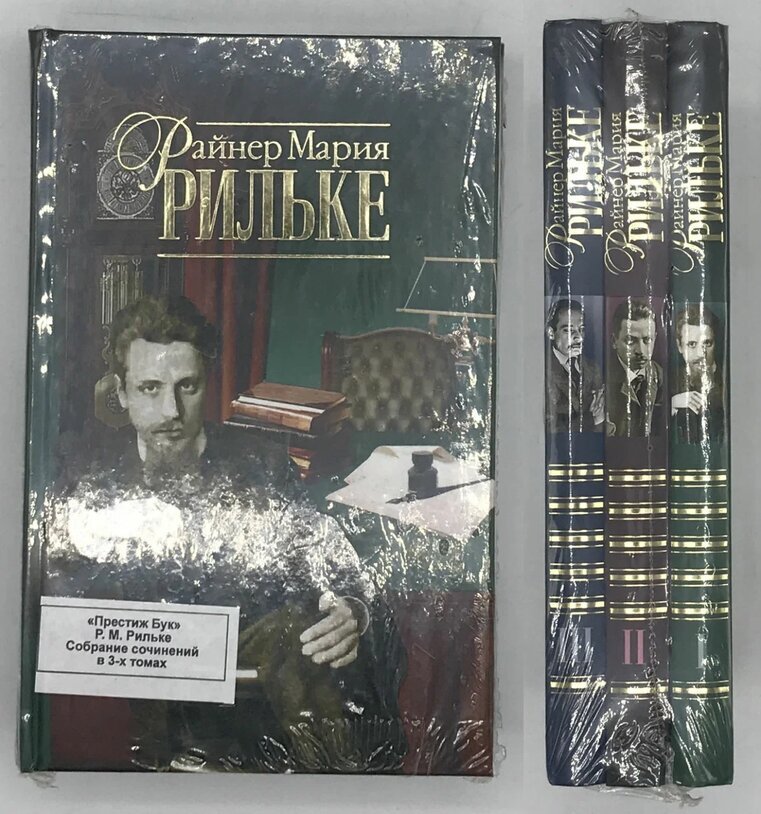 Райнер Мария
РИЛЬКЕ
«Престиж Бук»
Р. М. Рильке
Собрание сочинений
в 3-х томах
Райнер Мария
РИЛЬКЕ
III
Райнер Мария
РИЛЬКЕ
II
Райнер Мария
РИЛЬКЕ
I